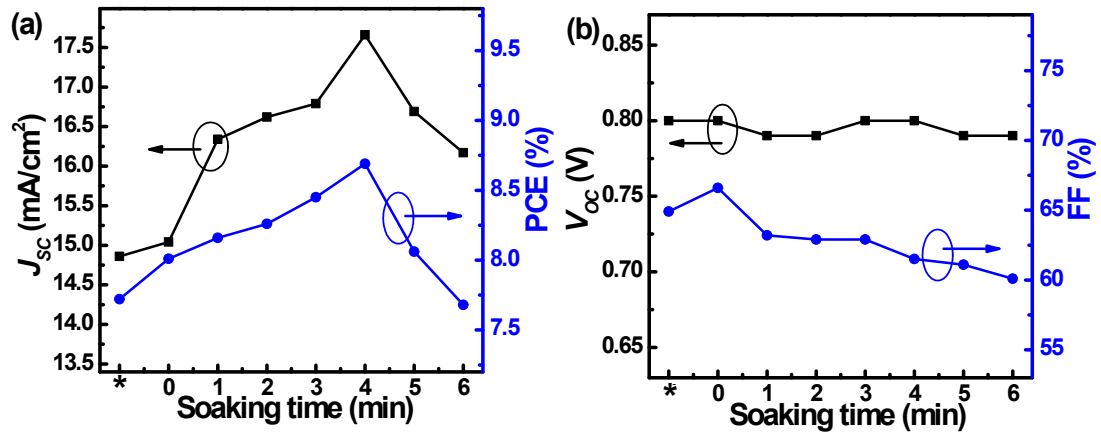 (a)
17.5
17.0
16.5
16.0
15.5
15.0
14.5
14.0
13.5
J_SC (mA/cm²)
* 0 1 2 3 4 5 6
Soaking time (min)
9.5
9.0
8.5
8.0
7.5
PCE (%)
(b)
0.85
0.80
0.75
0.70
0.65
V_OC (V)
* 0 1 2 3 4 5 6
Soaking time (min)
75
70
65
60
55
FF (%)